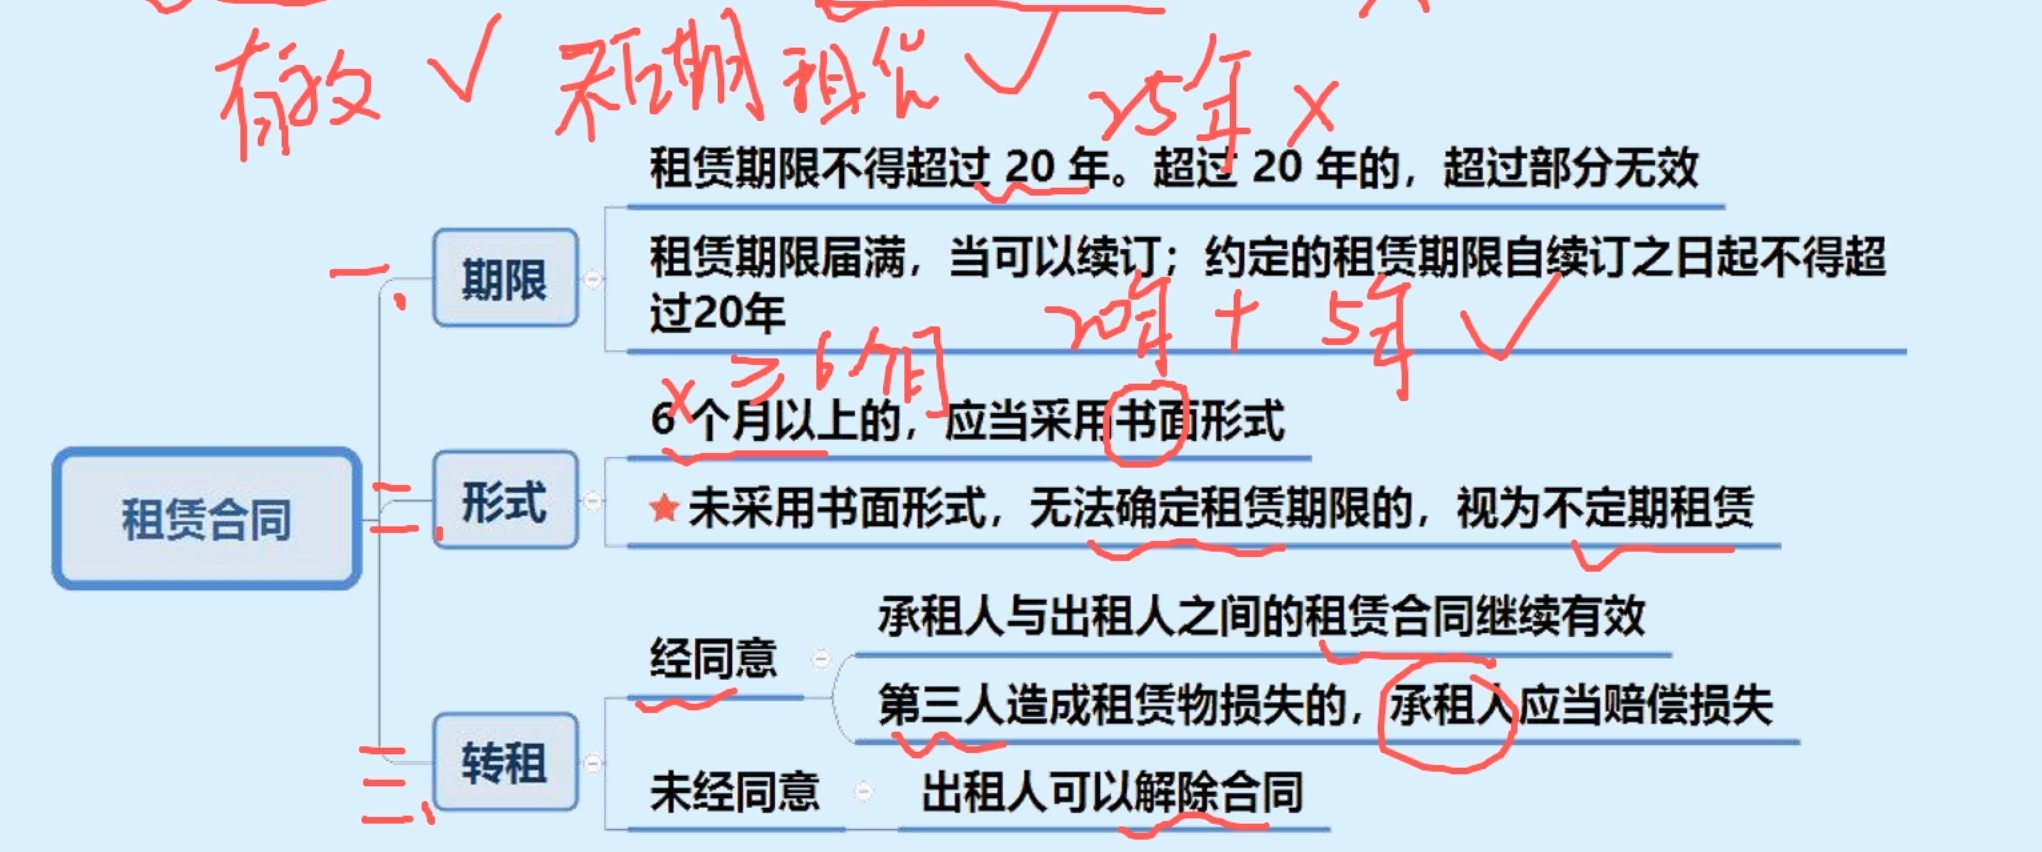 有效 ✓ 不定期租赁 ✓ 25年 ×
租赁期限不得超过 20 年。超过 20 年的，超过部分无效
期限
租赁期限届满，当可以续订；约定的租赁期限自续订之日起不得超
过20年
20年 + 5年 ✓
x ≥ 6个月
6 个月以上的，应当采用书面形式
形式
★未采用书面形式，无法确定租赁期限的，视为不定期租赁
租赁合同
承租人与出租人之间的租赁合同继续有效
经同意
第三人造成租赁物损失的，承租人应当赔偿损失
转租
未经同意
出租人可以解除合同
一.
二.
三.